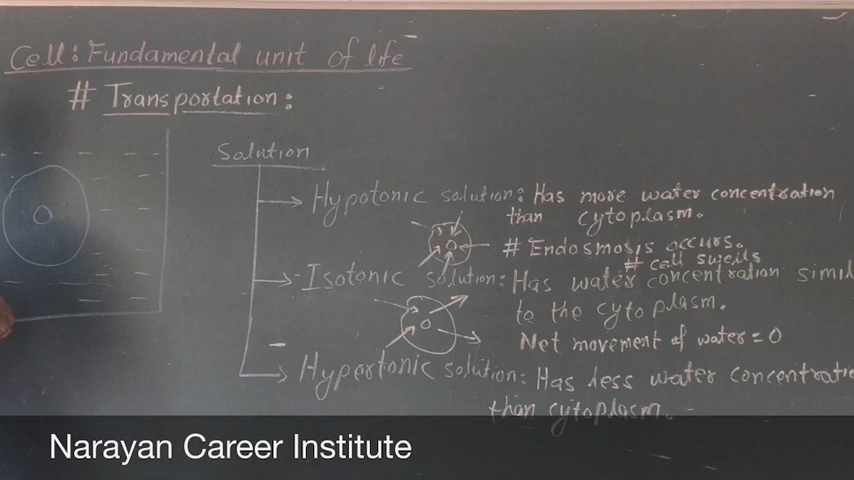 Cell: Fundamental unit of life
# Transportation:
Solution
Hypotonic solution: Has more water concentration
than cytoplasm.
# Endosmosis occurs.
# cell swells
Isotonic solution: Has water concentration simil
to the cytoplasm.
Net movement of water = 0
Hypertonic solution: Has less water concentratio
than cytoplasm.
Narayan Career Institute